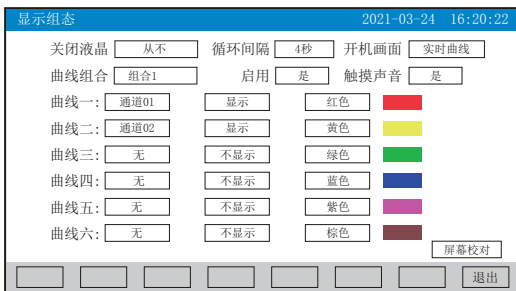 显示组态 2021-03-24 16:20:22
关闭液晶 从不 循环间隔 4秒 开机画面 实时曲线
曲线组合 组合1 启用 是 触摸声音 是
曲线一: 通道01 显示 红色
曲线二: 通道02 显示 黄色
曲线三: 无 不显示 绿色
曲线四: 无 不显示 蓝色
曲线五: 无 不显示 紫色
曲线六: 无 不显示 棕色
屏幕校对
退出